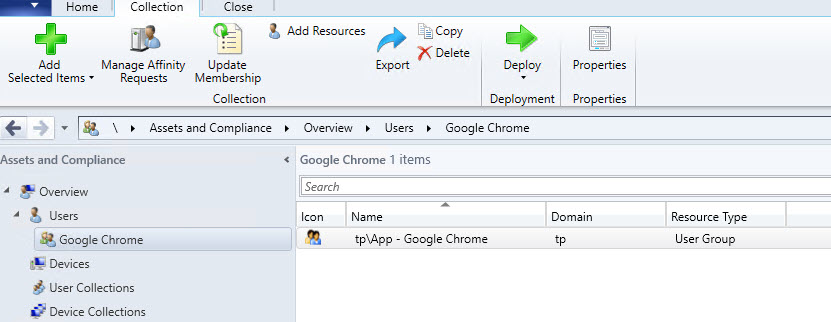 Home
Collection
Close
Add
Selected Items
Manage Affinity
Requests
Update
Membership
Add Resources
Export
Copy
Delete
Deploy
Properties
Collection
Deployment
Properties
\ Assets and Compliance Overview Users Google Chrome
Assets and Compliance
Overview
Users
Google Chrome
Devices
User Collections
Device Collections
Google Chrome 1 items
Search
Icon Name Domain Resource Type
tp\App - Google Chrome tp User Group